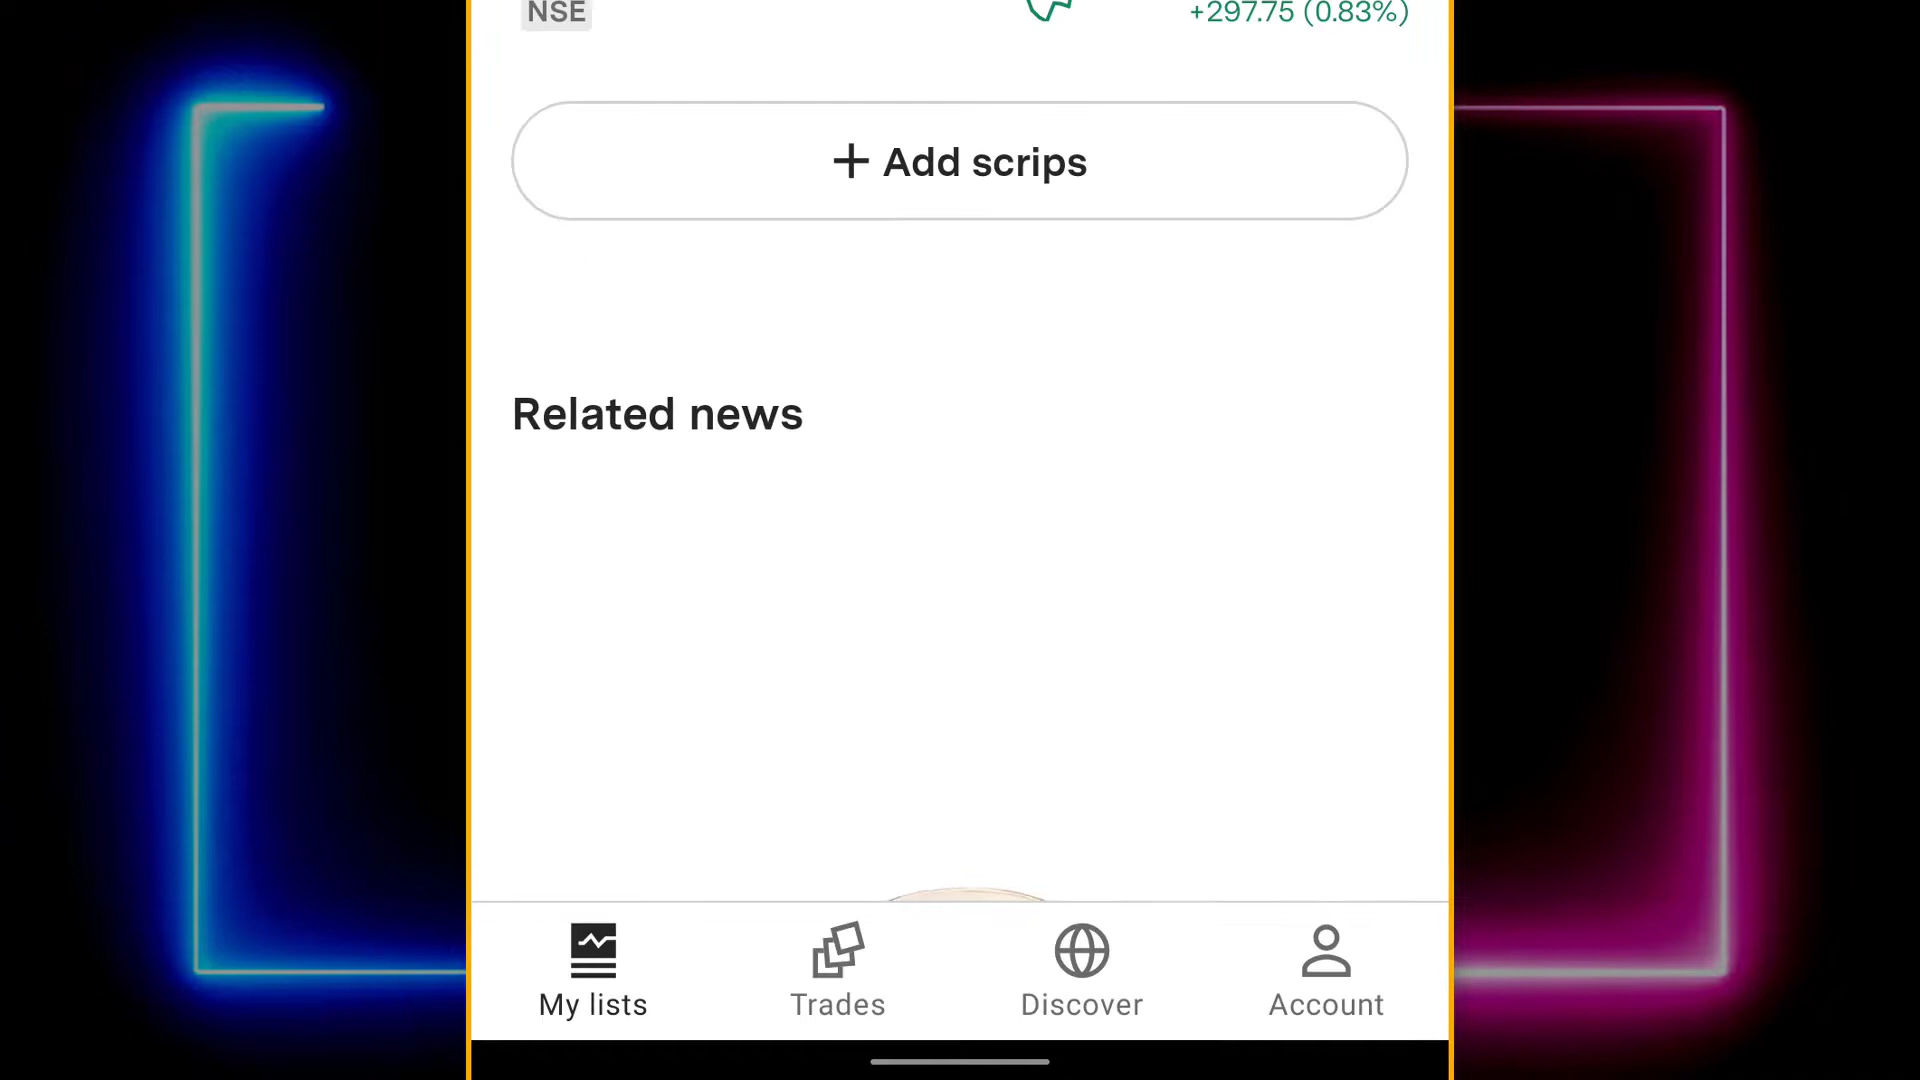 NSE
+297.75 (0.83%)
+ Add scrips
Related news
My lists
Trades
Discover
Account